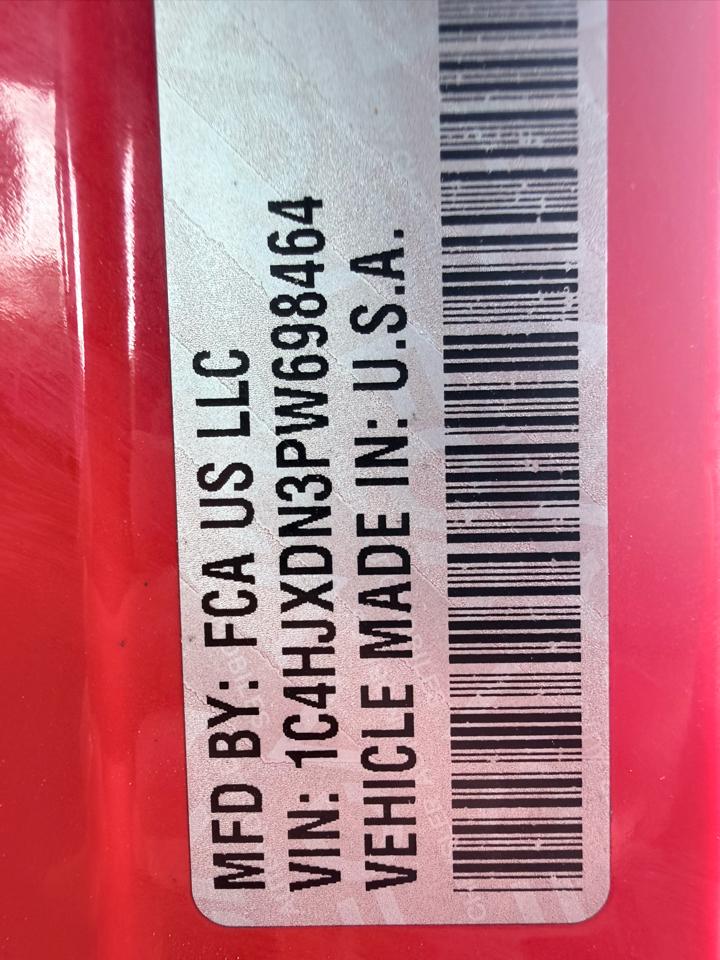 MFD BY: FCA US LLC
VIN: 1C4HJXDN3PW698464
VEHICLE MADE IN: U.S.A.